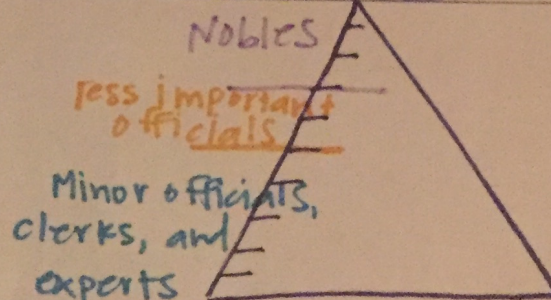 Nobles
less important
officials
Minor officials,
clerks, and
experts